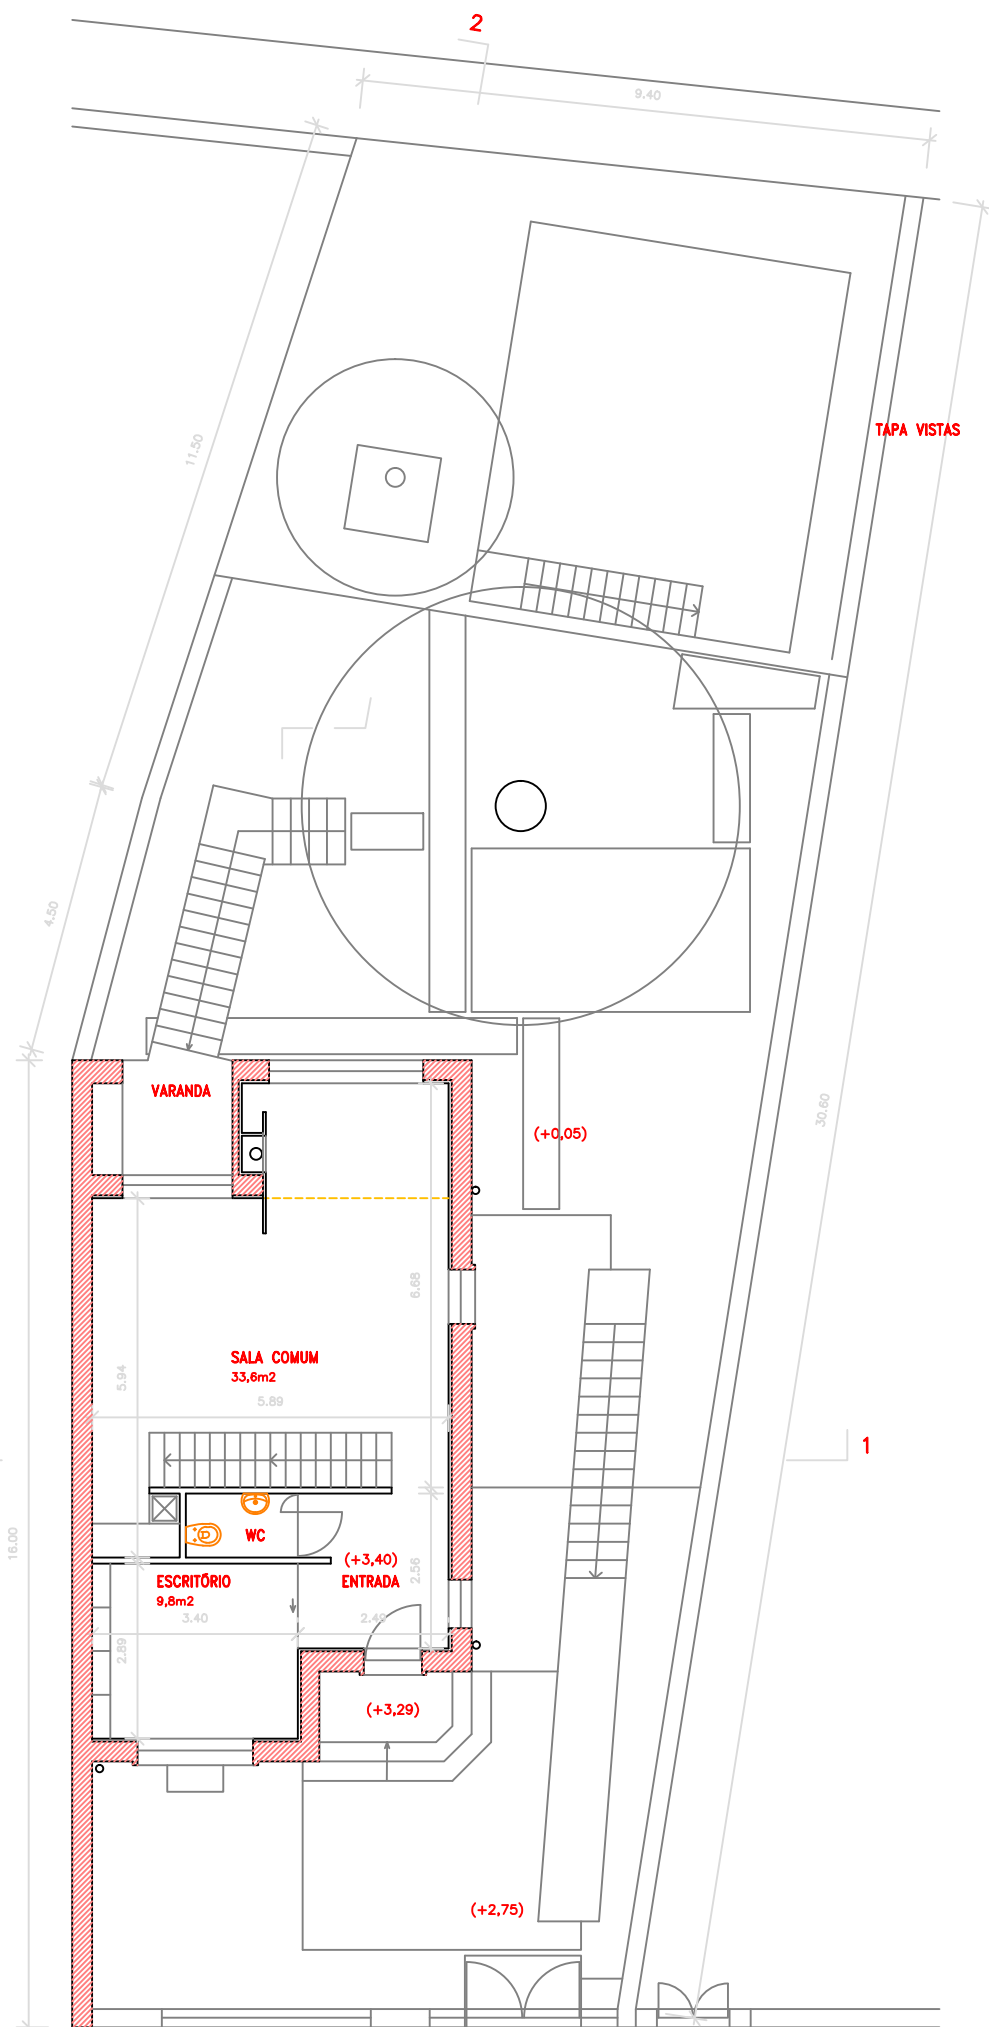 2
9.40
TAPA VISTAS
11.50
4.50
VARANDA
30.60
(+0,05)
6.68
SALA COMUM
33,6m2
5.94
5.89
1
16.00
WC
(+3,40)
ENTRADA
2.56
ESCRITÓRIO
9,8m2
3.40
2.49
2.89
(+3,29)
(+2,75)